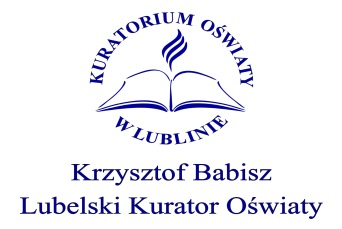 KURATORIUM OŚWIATY
W LUBLINIE
Krzysztof Babisz
Lubelski Kurator Oświaty